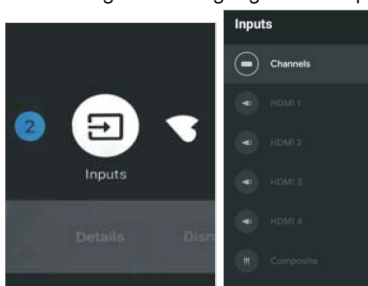 2
Inputs
Details
Inputs
Channels
HDMI 1
HDMI 2
HDMI 3
HDMI 4
Composite